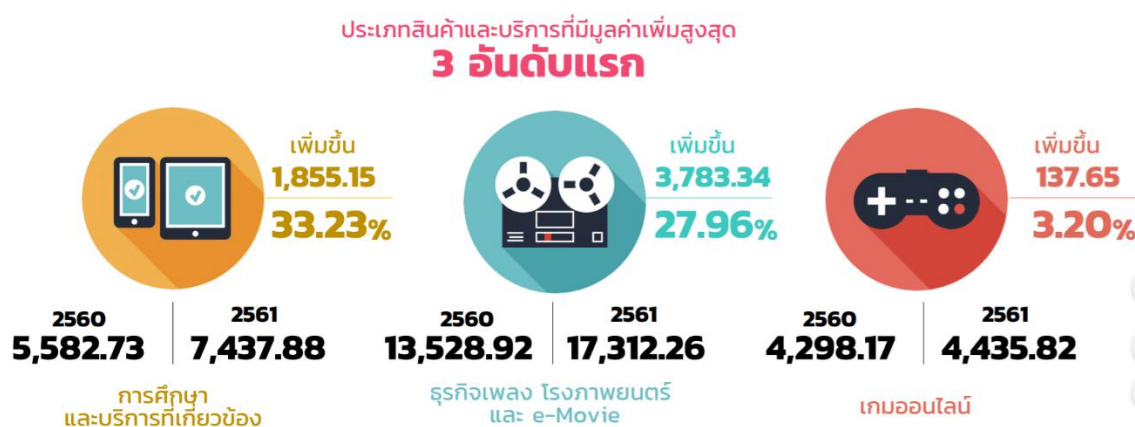 ประเภทสินค้าและบริการที่มีมูลค่าเพิ่มสูงสุด
3 อันดับแรก
เพิ่มขึ้น
1,855.15
33.23%
2560
5,582.73
2561
7,437.88
การศึกษา
และบริการที่เกี่ยวข้อง
เพิ่มขึ้น
3,783.34
27.96%
2560
13,528.92
2561
17,312.26
ธุรกิจเพลง โรงภาพยนตร์
และ e-Movie
เพิ่มขึ้น
137.65
3.20%
2560
4,298.17
2561
4,435.82
เกมออนไลน์